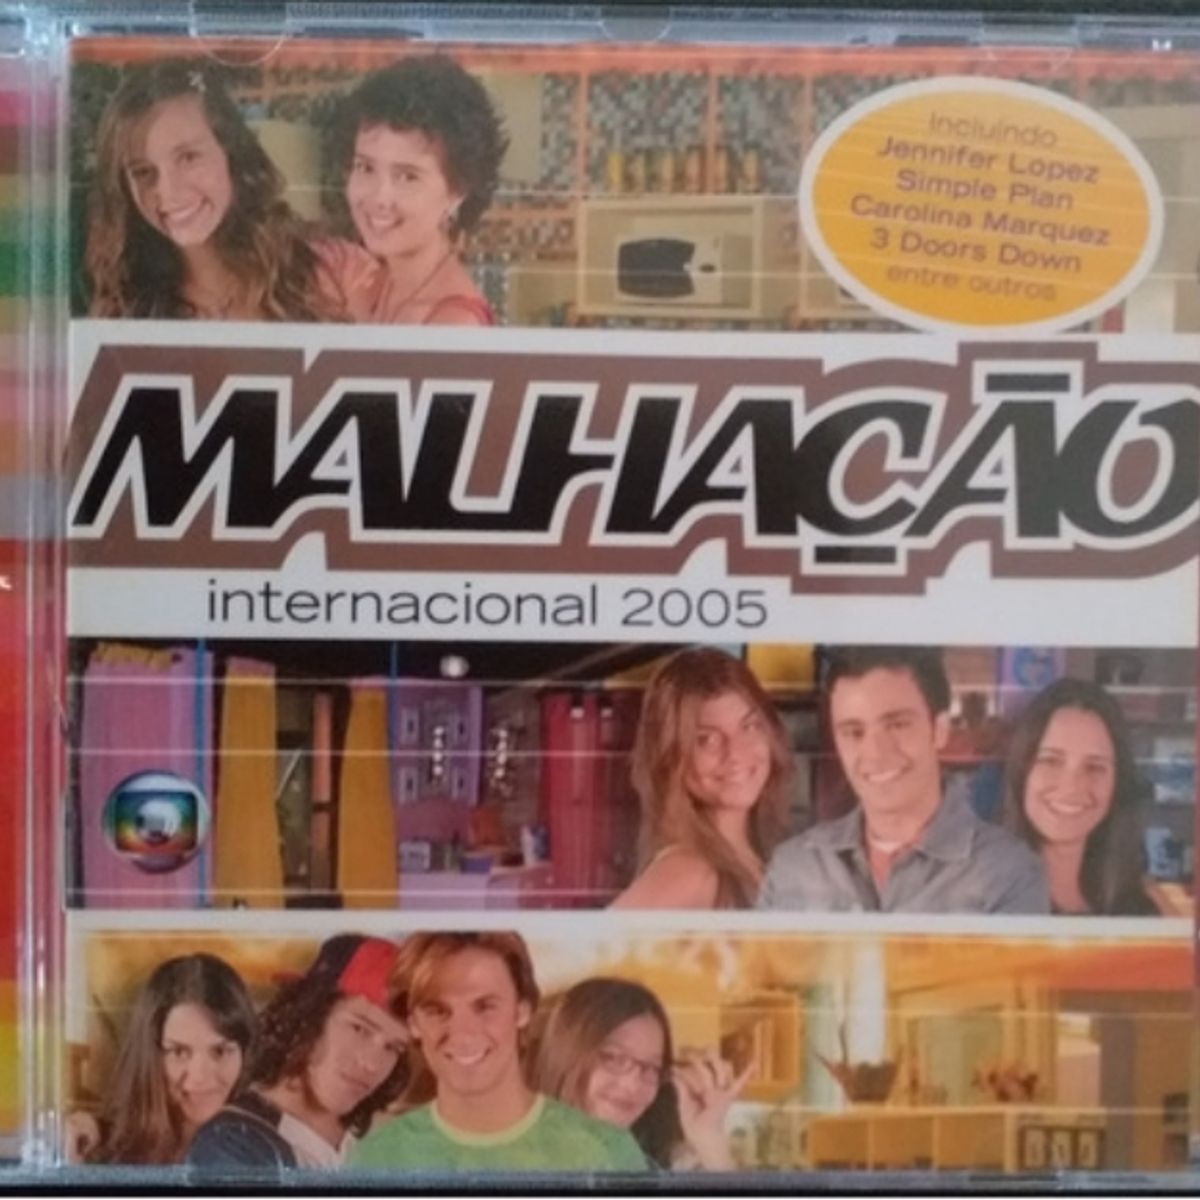 incluindo
Jennifer Lopez
Simple Plan
Carolina Marquez
3 Doors Down
entre outros
MALHAÇÃO
internacional 2005